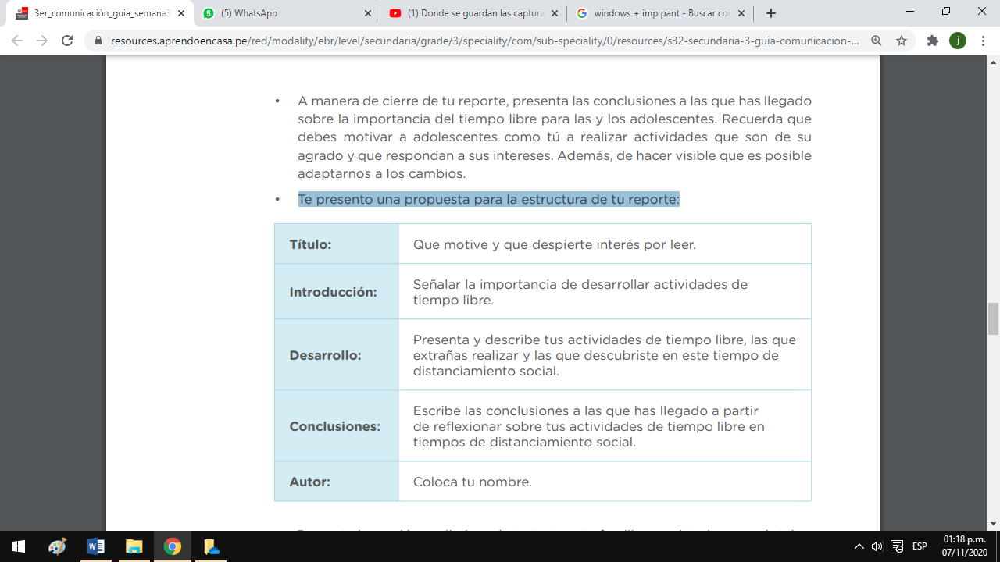 3er_comunicación_guia_semana3
(5) WhatsApp
(1) Donde se guardan las captura
windows + imp pant - Buscar co
resources.aprendoencasa.pe/red/modality/ebr/level/secundaria/grade/3/speciality/com/sub-speciality/0/resources/s32-secundaria-3-guia-comunicacion-...
j
• A manera de cierre de tu reporte, presenta las conclusiones a las que has llegado
sobre la importancia del tiempo libre para las y los adolescentes. Recuerda que
debes motivar a adolescentes como tú a realizar actividades que son de su
agrado y que respondan a sus intereses. Además, de hacer visible que es posible
adaptarnos a los cambios.
• Te presento una propuesta para la estructura de tu reporte:
Título:
Que motive y que despierte interés por leer.
Introducción:
Señalar la importancia de desarrollar actividades de
tiempo libre.
Desarrollo:
Presenta y describe tus actividades de tiempo libre, las que
extrañas realizar y las que descubriste en este tiempo de
distanciamiento social.
Conclusiones:
Escribe las conclusiones a las que has llegado a partir
de reflexionar sobre tus actividades de tiempo libre en
tiempos de distanciamiento social.
Autor:
Coloca tu nombre.
ESP
01:18 p.m.
07/11/2020